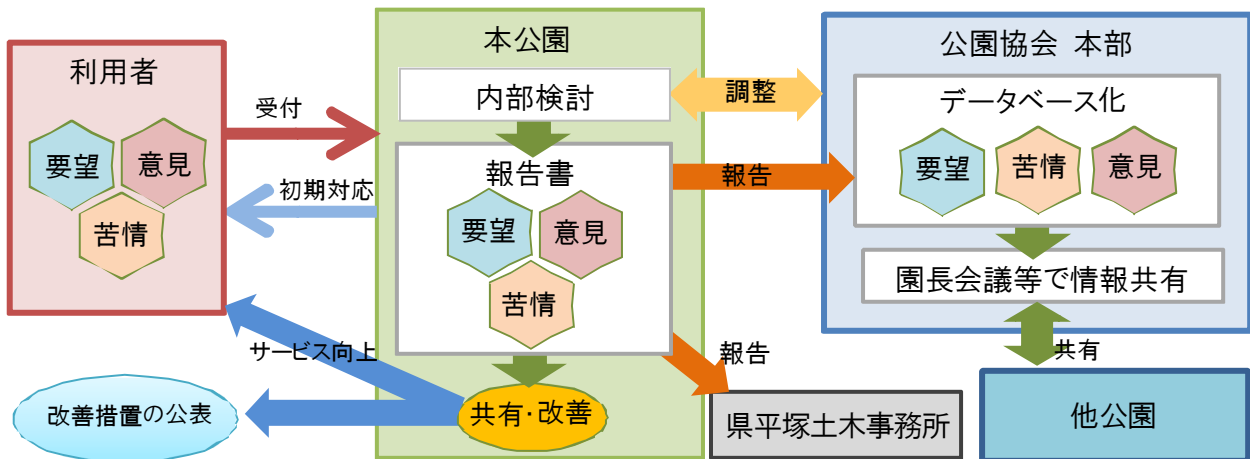 利用者
要望
意見
苦情
受付
初期対応
サービス向上
改善措置の公表
本公園
内部検討
報告書
要望
意見
苦情
共有・改善
調整
報告
報告
県平塚土木事務所
公園協会 本部
データベース化
要望
苦情
意見
園長会議等で情報共有
共有
他公園